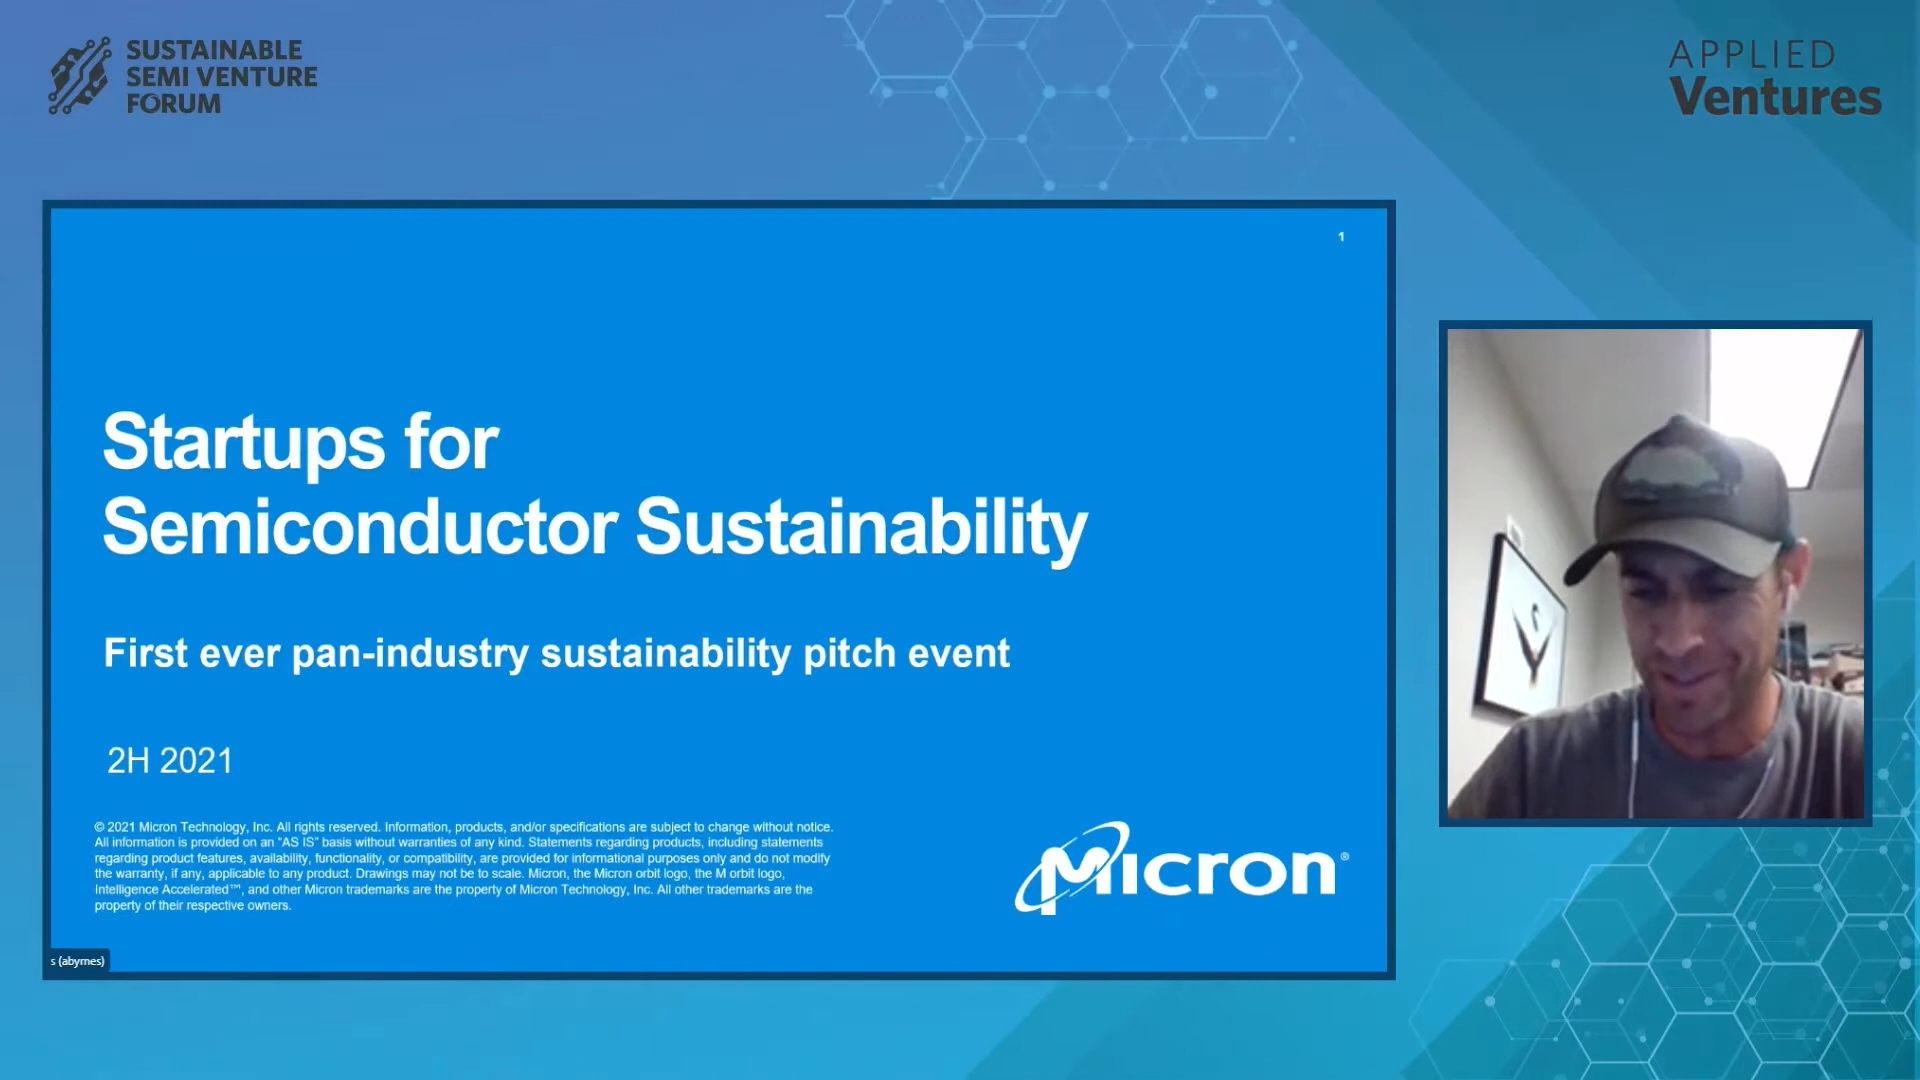 SUSTAINABLE
SEMI VENTURE
FORUM
APPLIED
Ventures
1
Startups for
Semiconductor Sustainability
First ever pan-industry sustainability pitch event
2H 2021
© 2021 Micron Technology, Inc. All rights reserved. Information, products, and/or specifications are subject to change without notice.
All information is provided on an "AS IS" basis without warranties of any kind. Statements regarding products, including statements
regarding product features, availability, functionality, or compatibility, are provided for informational purposes only and do not modify
the warranty, if any, applicable to any product. Drawings may not be to scale. Micron, the Micron orbit logo, the M orbit logo,
Intelligence Accelerated™, and other Micron trademarks are the property of Micron Technology, Inc. All other trademarks are the
property of their respective owners.
Micron®
s (abymes)